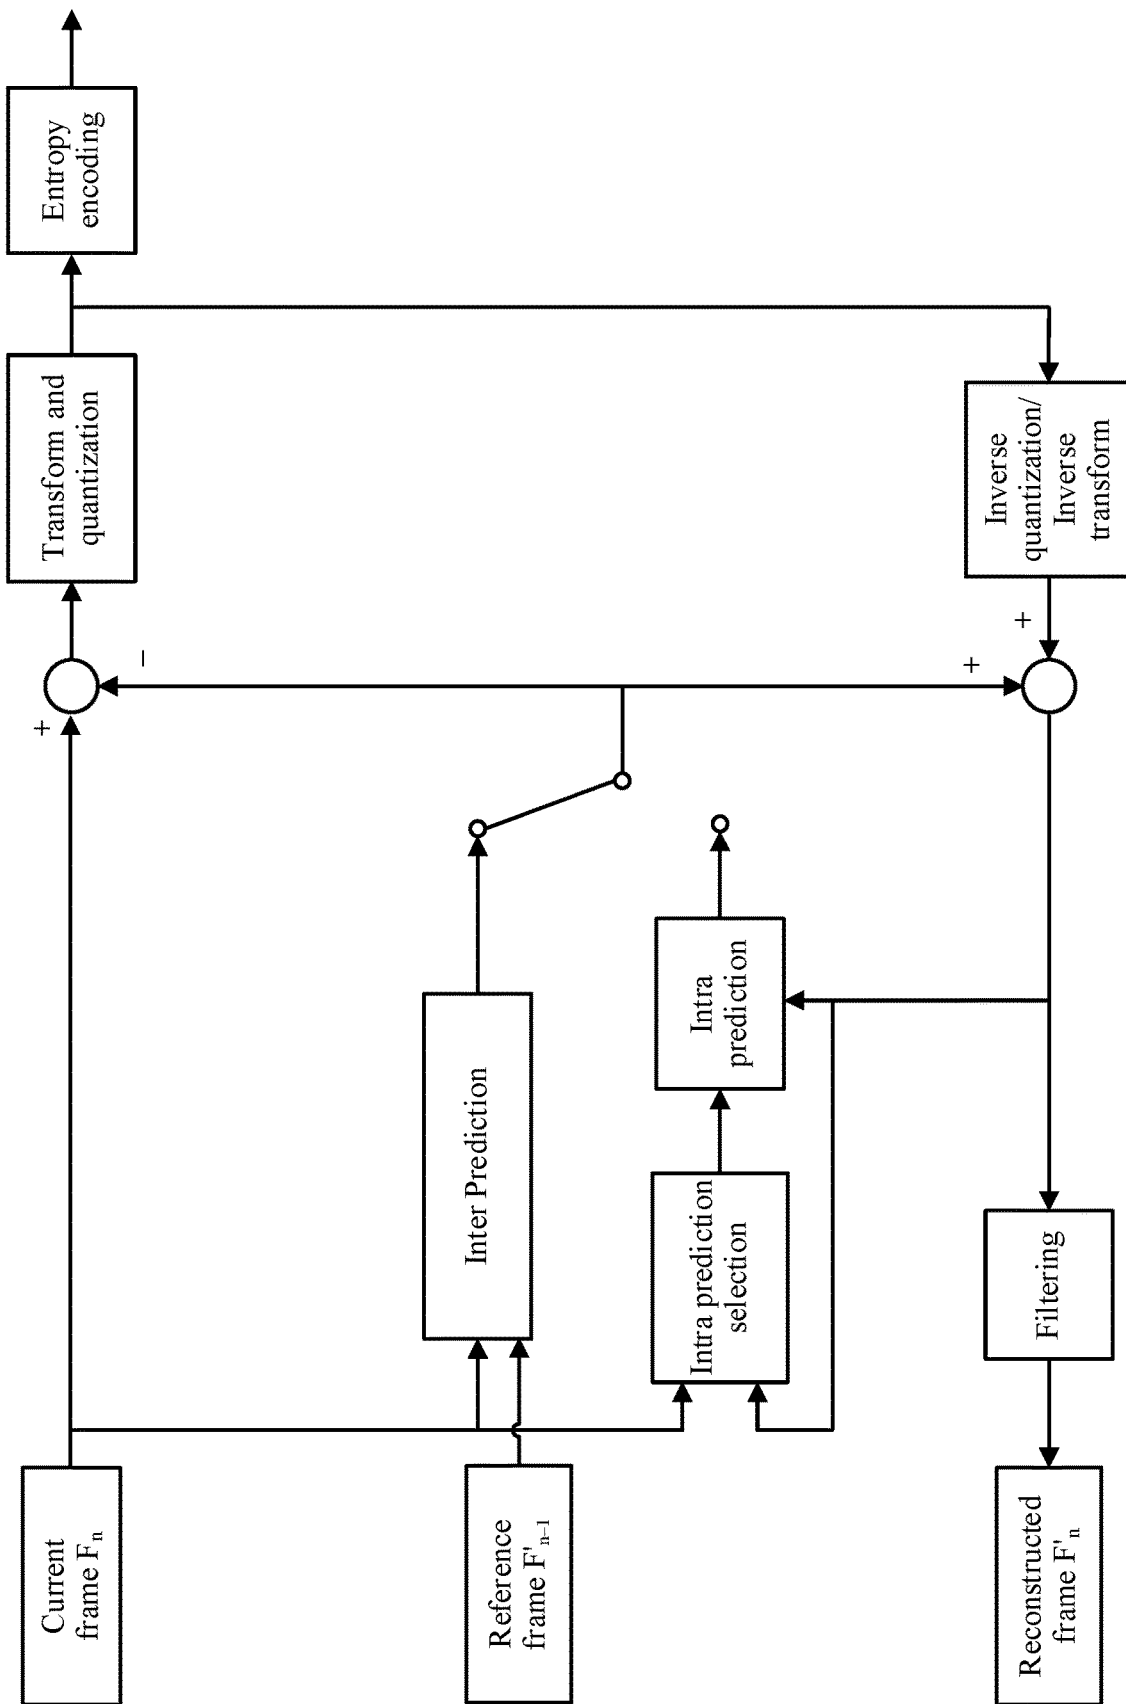 Current
frame Fn
Reference
frame F'n–1
Reconstructed
frame F'n
Inter Prediction
Intra prediction
selection
Intra
prediction
Filtering
+
−
+
+
Transform and
quantization
Inverse
quantization/
Inverse
transform
Entropy
encoding